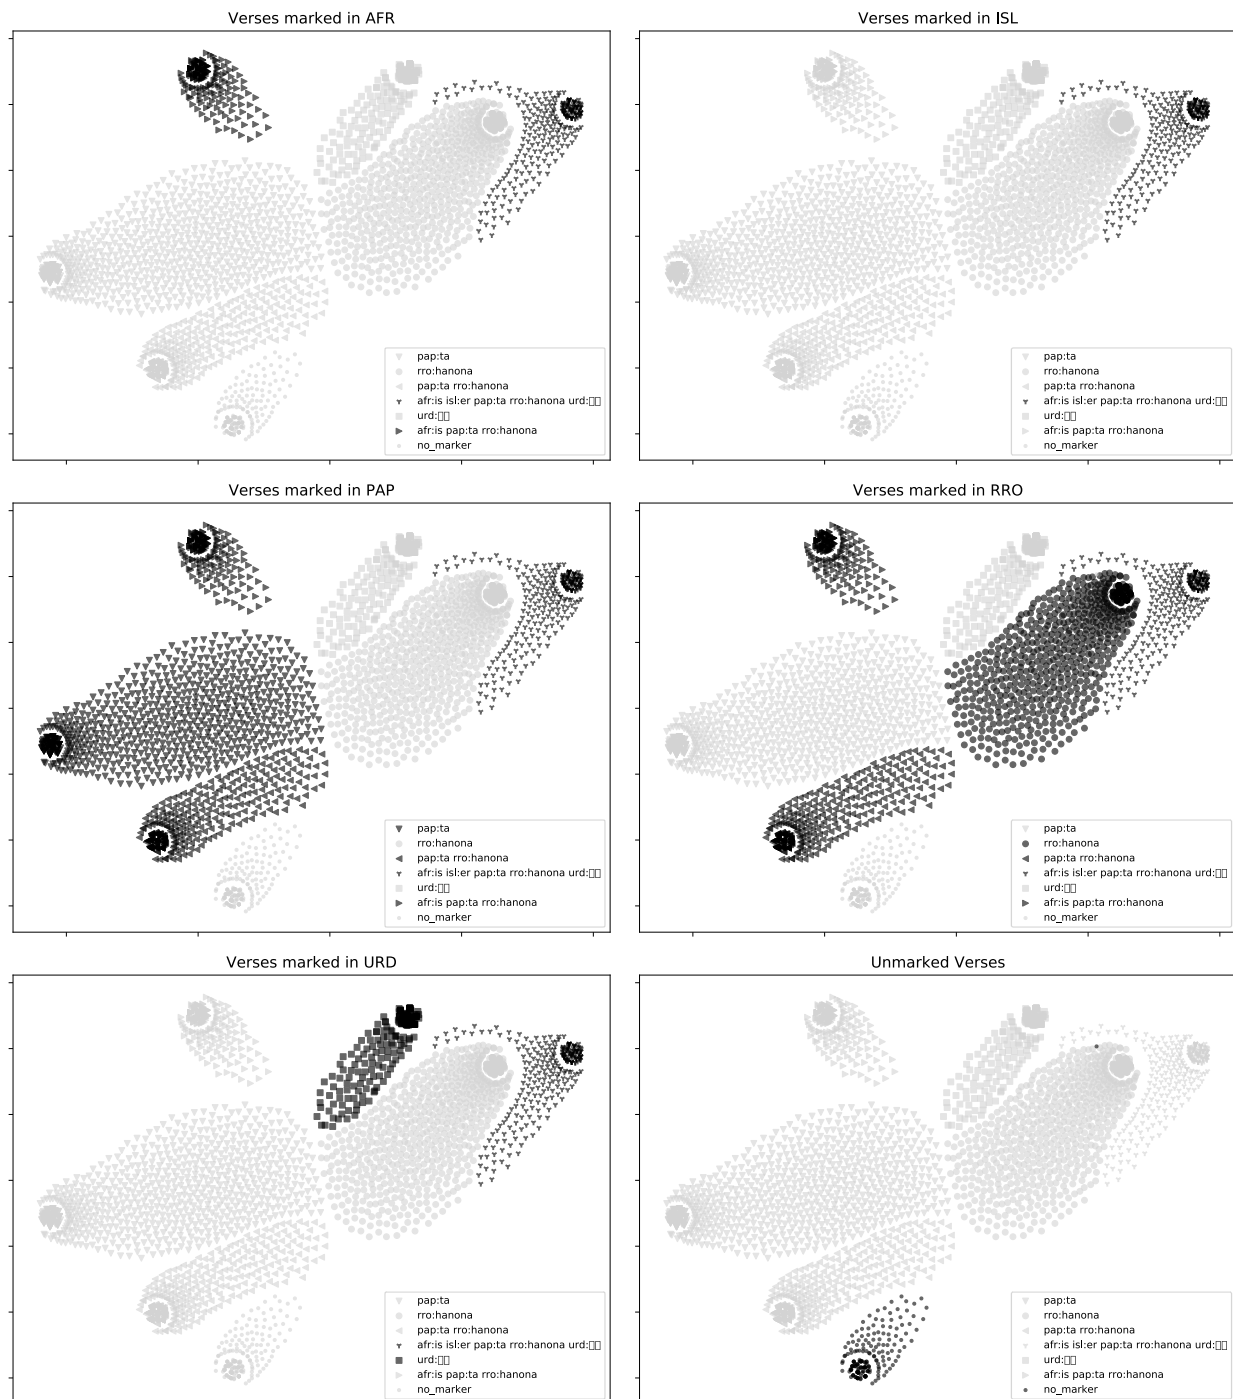 Verses marked in AFR
pap:ta
rro:hanona
pap:ta rro:hanona
afr:is isl:er pap:ta rro:hanona urd:▯▯
urd:▯▯
afr:is pap:ta rro:hanona
no_marker
Verses marked in ISL
pap:ta
rro:hanona
pap:ta rro:hanona
afr:is isl:er pap:ta rro:hanona urd:▯▯
urd:▯▯
afr:is pap:ta rro:hanona
no_marker
Verses marked in PAP
pap:ta
rro:hanona
pap:ta rro:hanona
afr:is isl:er pap:ta rro:hanona urd:▯▯
urd:▯▯
afr:is pap:ta rro:hanona
no_marker
Verses marked in RRO
pap:ta
rro:hanona
pap:ta rro:hanona
afr:is isl:er pap:ta rro:hanona urd:▯▯
urd:▯▯
afr:is pap:ta rro:hanona
no_marker
Verses marked in URD
pap:ta
rro:hanona
pap:ta rro:hanona
afr:is isl:er pap:ta rro:hanona urd:▯▯
urd:▯▯
afr:is pap:ta rro:hanona
no_marker
Unmarked Verses
pap:ta
rro:hanona
pap:ta rro:hanona
afr:is isl:er pap:ta rro:hanona urd:▯▯
urd:▯▯
afr:is pap:ta rro:hanona
no_marker